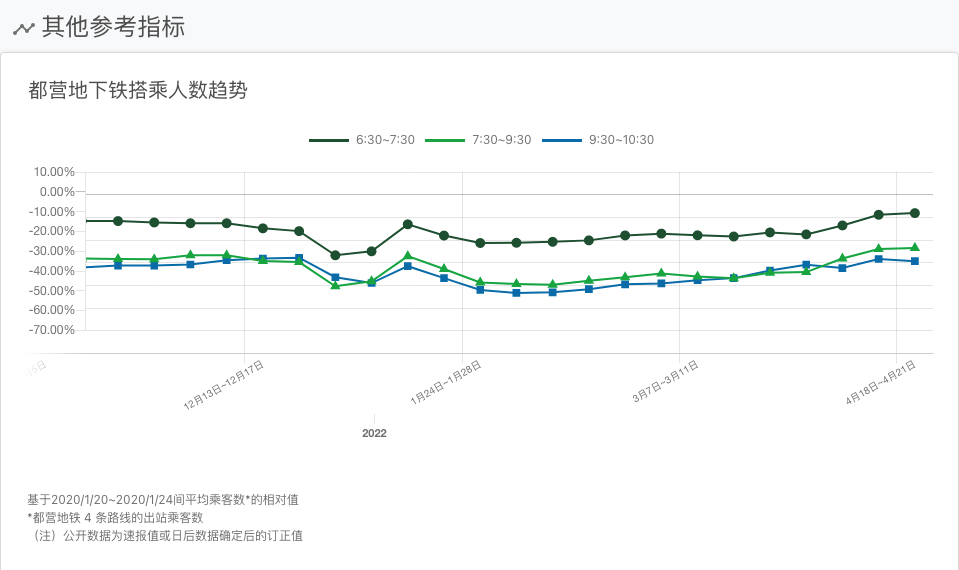 其他参考指标
都营地下铁搭乘人数趋势
6:30~7:30 7:30~9:30 9:30~10:30
10.00%
0.00%
-10.00%
-20.00%
-30.00%
-40.00%
-50.00%
-60.00%
-70.00%
15日 12月13日~12月17日 1月24日~1月28日 3月7日~3月11日 4月18日~4月21日
2022
基于2020/1/20~2020/1/24间平均乘客数*的相对值
*都营地铁 4 条路线的出站乘客数
（注）公开数据为速报值或日后数据确定后的订正值